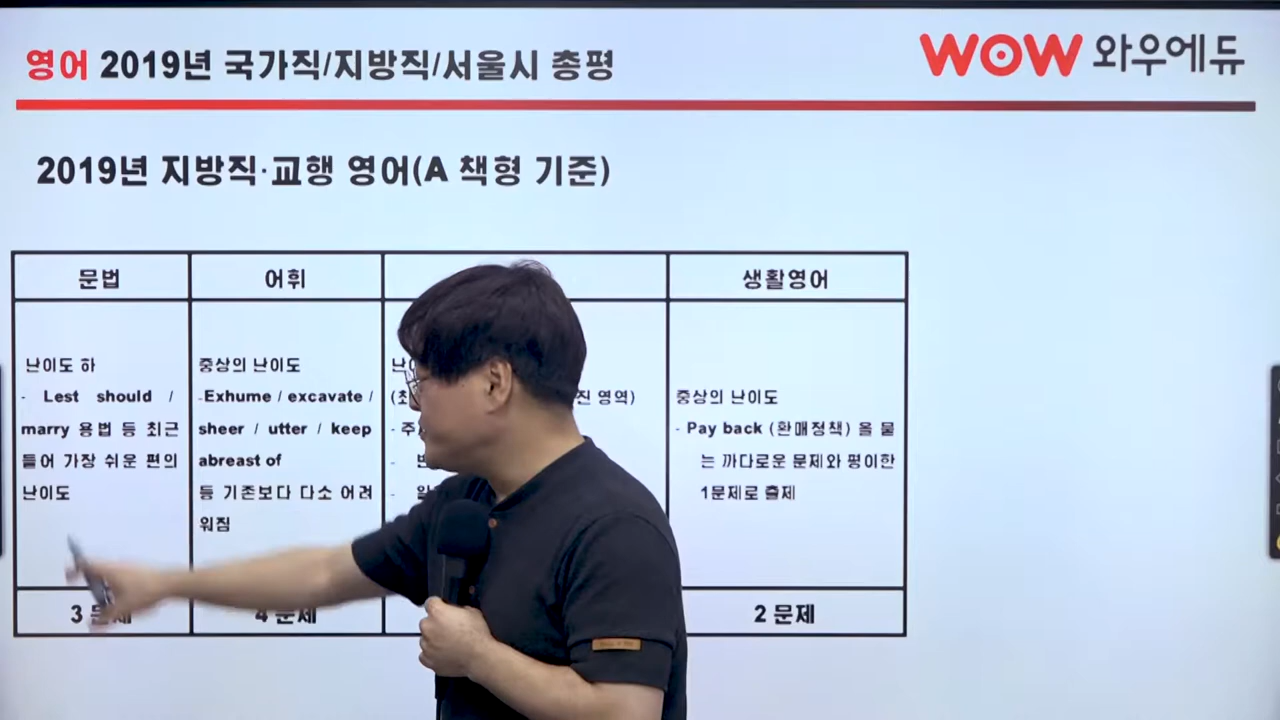 영어 2019년 국가직/지방직/서울시 총평
WOW 와우에듀
2019년 지방직·교행 영어(A 책형 기준)
문법
어휘
생활영어
난이도 하
- Lest should /
marry 용법 등 최근
들어 가장 쉬운 편의
난이도
중상의 난이도
-Exhume / excavate /
sheer / utter / keep
abreast of
등 기존보다 다소 어려
워짐
영역)
중상의 난이도
- Pay back (환매정책) 을 묻
는 까다로운 문제와 평이한
1문제로 출제
3 문제
4 문제
2 문제